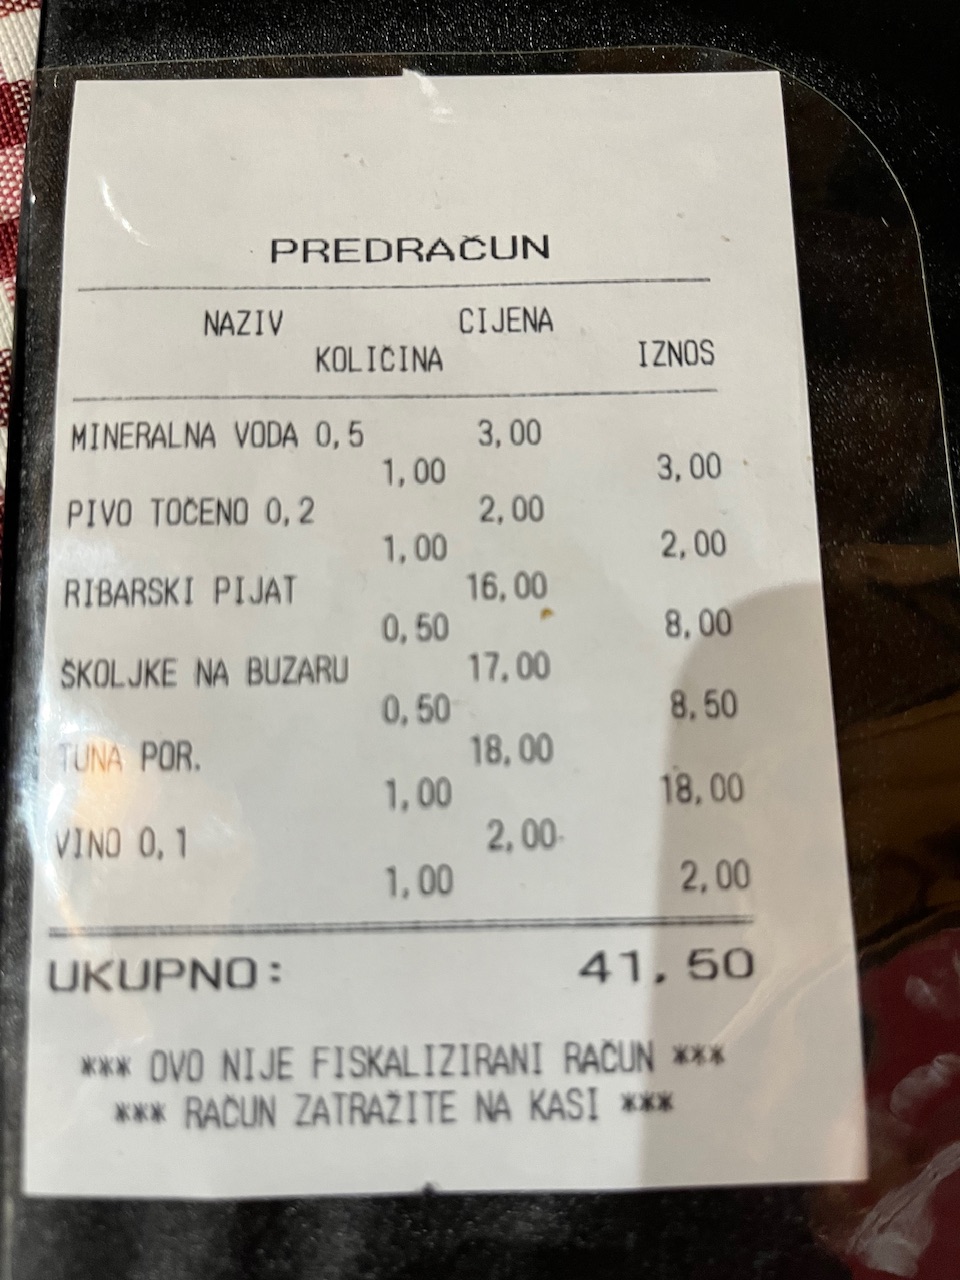 PREDRAČUN
NAZIV CIJENA
KOLIČINA IZNOS
MINERALNA VODA 0,5 3,00
1,00 3,00
PIVO TOČENO 0,2 2,00
1,00 2,00
RIBARSKI PIJAT 16,00
0,50 8,00
ŠKOLJKE NA BUZARU 17,00
0,50 8,50
TUNA POR. 18,00
1,00 18,00
VINO 0,1 2,00
1,00 2,00
UKUPNO: 41.50
*** OVO NIJE FISKALIZIRANI RAČUN ***
*** RAČUN ZATRAŽITE NA KASI ***